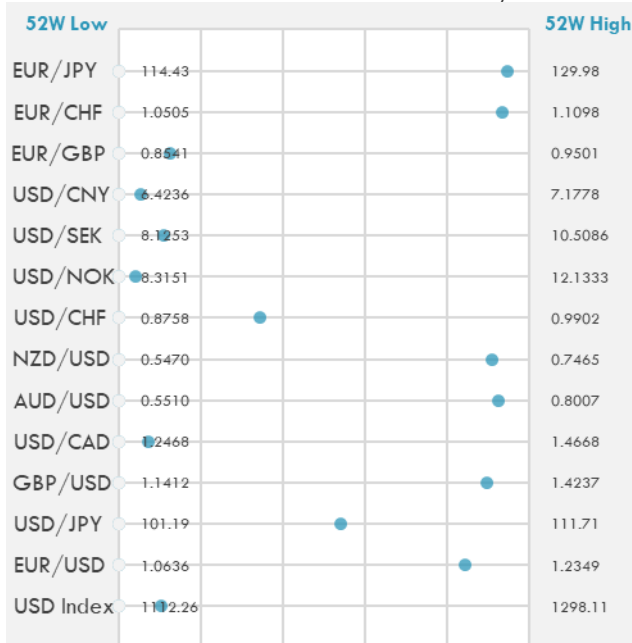 52W Low 52W High
EUR/JPY 114.43 129.98
EUR/CHF 1.0505 1.1098
EUR/GBP 0.8541 0.9501
USD/CNY 6.4236 7.1778
USD/SEK 8.1253 10.5086
USD/NOK 8.3151 12.1333
USD/CHF 0.8758 0.9902
NZD/USD 0.5470 0.7465
AUD/USD 0.5510 0.8007
USD/CAD 1.2468 1.4668
GBP/USD 1.1412 1.4237
USD/JPY 101.19 111.71
EUR/USD 1.0636 1.2349
USD Index 1112.26 1298.11